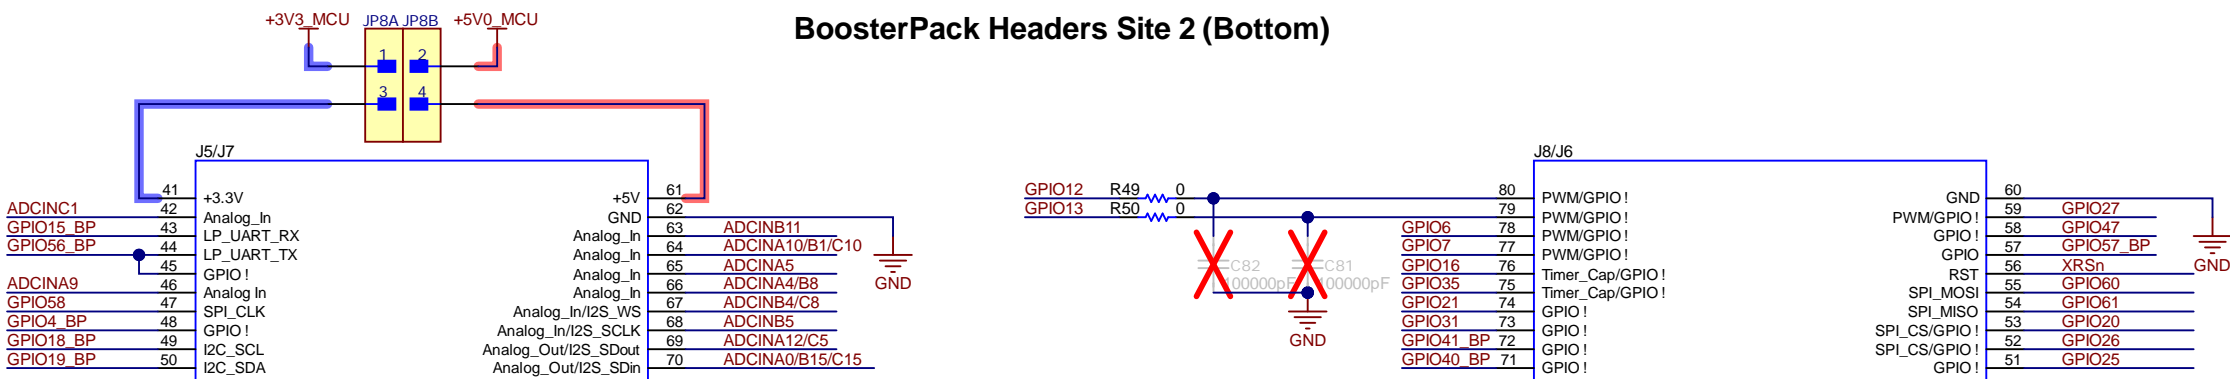 BoosterPack Headers Site 2 (Bottom)
+3V3_MCU JP8A JP8B +5V0_MCU
1 2
3 4
J5/J7
41 +3.3V +5V 61
ADCINC1 42 Analog_In GND 62
GPIO15_BP 43 LP_UART_RX Analog_In 63 ADCINB11
GPIO56_BP 44 LP_UART_TX Analog_In 64 ADCINA10/B1/C10
45 GPIO ! Analog_In 65 ADCINA5
ADCINA9 46 Analog In Analog_In 66 ADCINA4/B8
GPIO58 47 SPI_CLK Analog_In/I2S_WS 67 ADCINB4/C8
GPIO4_BP 48 GPIO ! Analog_In/I2S_SCLK 68 ADCINB5
GPIO18_BP 49 I2C_SCL Analog_Out/I2S_SDout 69 ADCINA12/C5
GPIO19_BP 50 I2C_SDA Analog_Out/I2S_SDin 70 ADCINA0/B15/C15
GND
J8/J6
GPIO12 R49 0 80 PWM/GPIO ! GND 60
GPIO13 R50 0 79 PWM/GPIO ! PWM/GPIO ! 59 GPIO27
GPIO6 78 PWM/GPIO ! GPIO ! 58 GPIO47
GPIO7 77 PWM/GPIO ! GPIO 57 GPIO57_BP
GPIO16 76 Timer_Cap/GPIO ! RST 56 XRSn
GPIO35 75 Timer_Cap/GPIO ! SPI_MOSI 55 GPIO60
GPIO21 74 GPIO ! SPI_MISO 54 GPIO61
GPIO31 73 GPIO ! SPI_CS/GPIO ! 53 GPIO20
GPIO41_BP 72 GPIO ! SPI_CS/GPIO ! 52 GPIO26
GPIO40_BP 71 GPIO ! GPIO ! 51 GPIO25
C82 C81
100000pF 100000pF
GND
GND